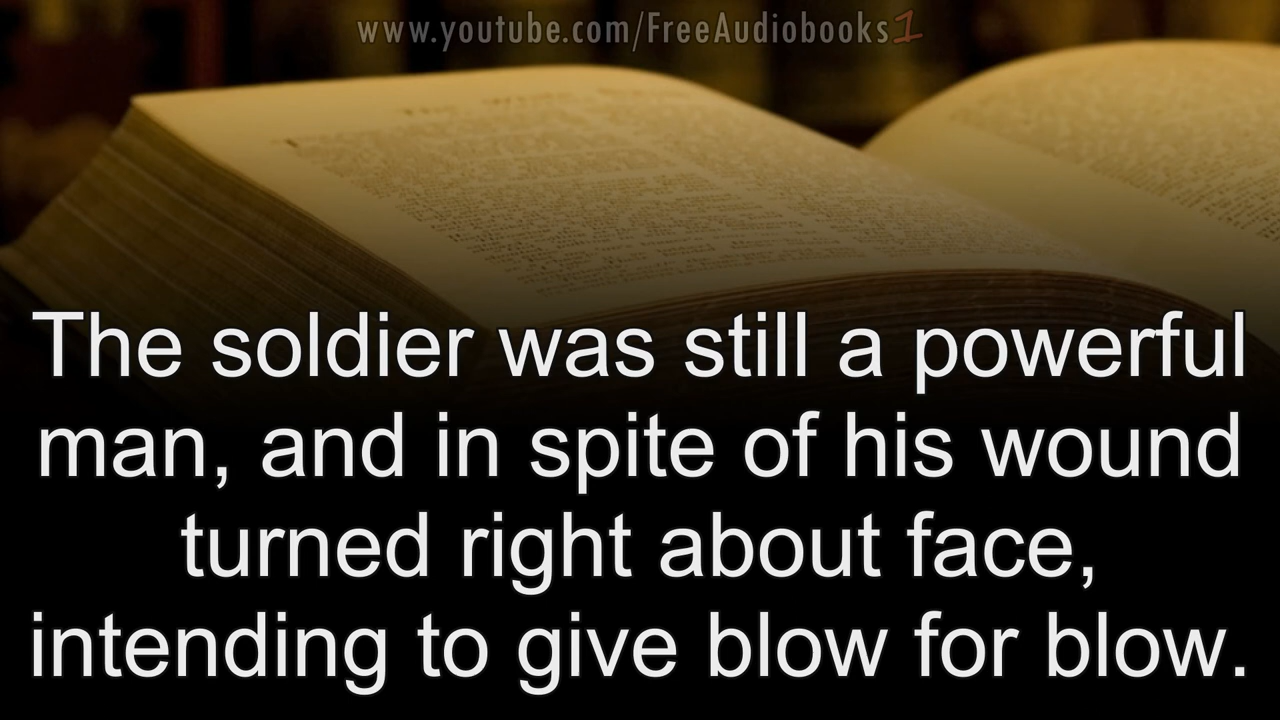 www.youtube.com/FreeAudiobooks1
The soldier was still a powerful
man, and in spite of his wound
turned right about face,
intending to give blow for blow.